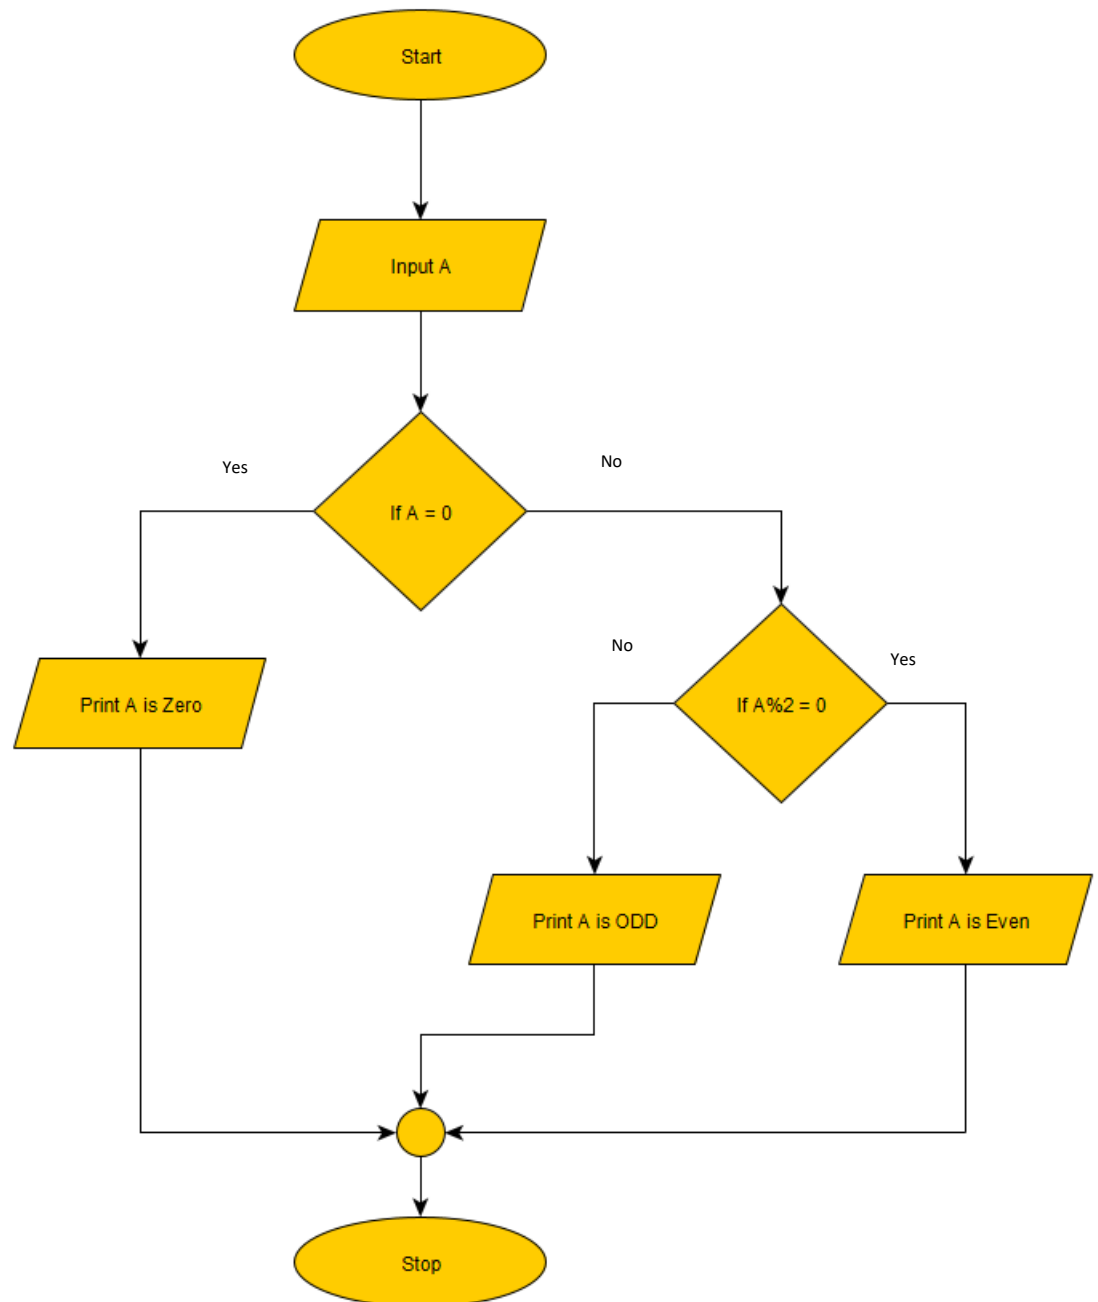 Start
Input A
Yes
No
If A = 0
No
Yes
Print A is Zero
If A%2 = 0
Print A is ODD
Print A is Even
Stop